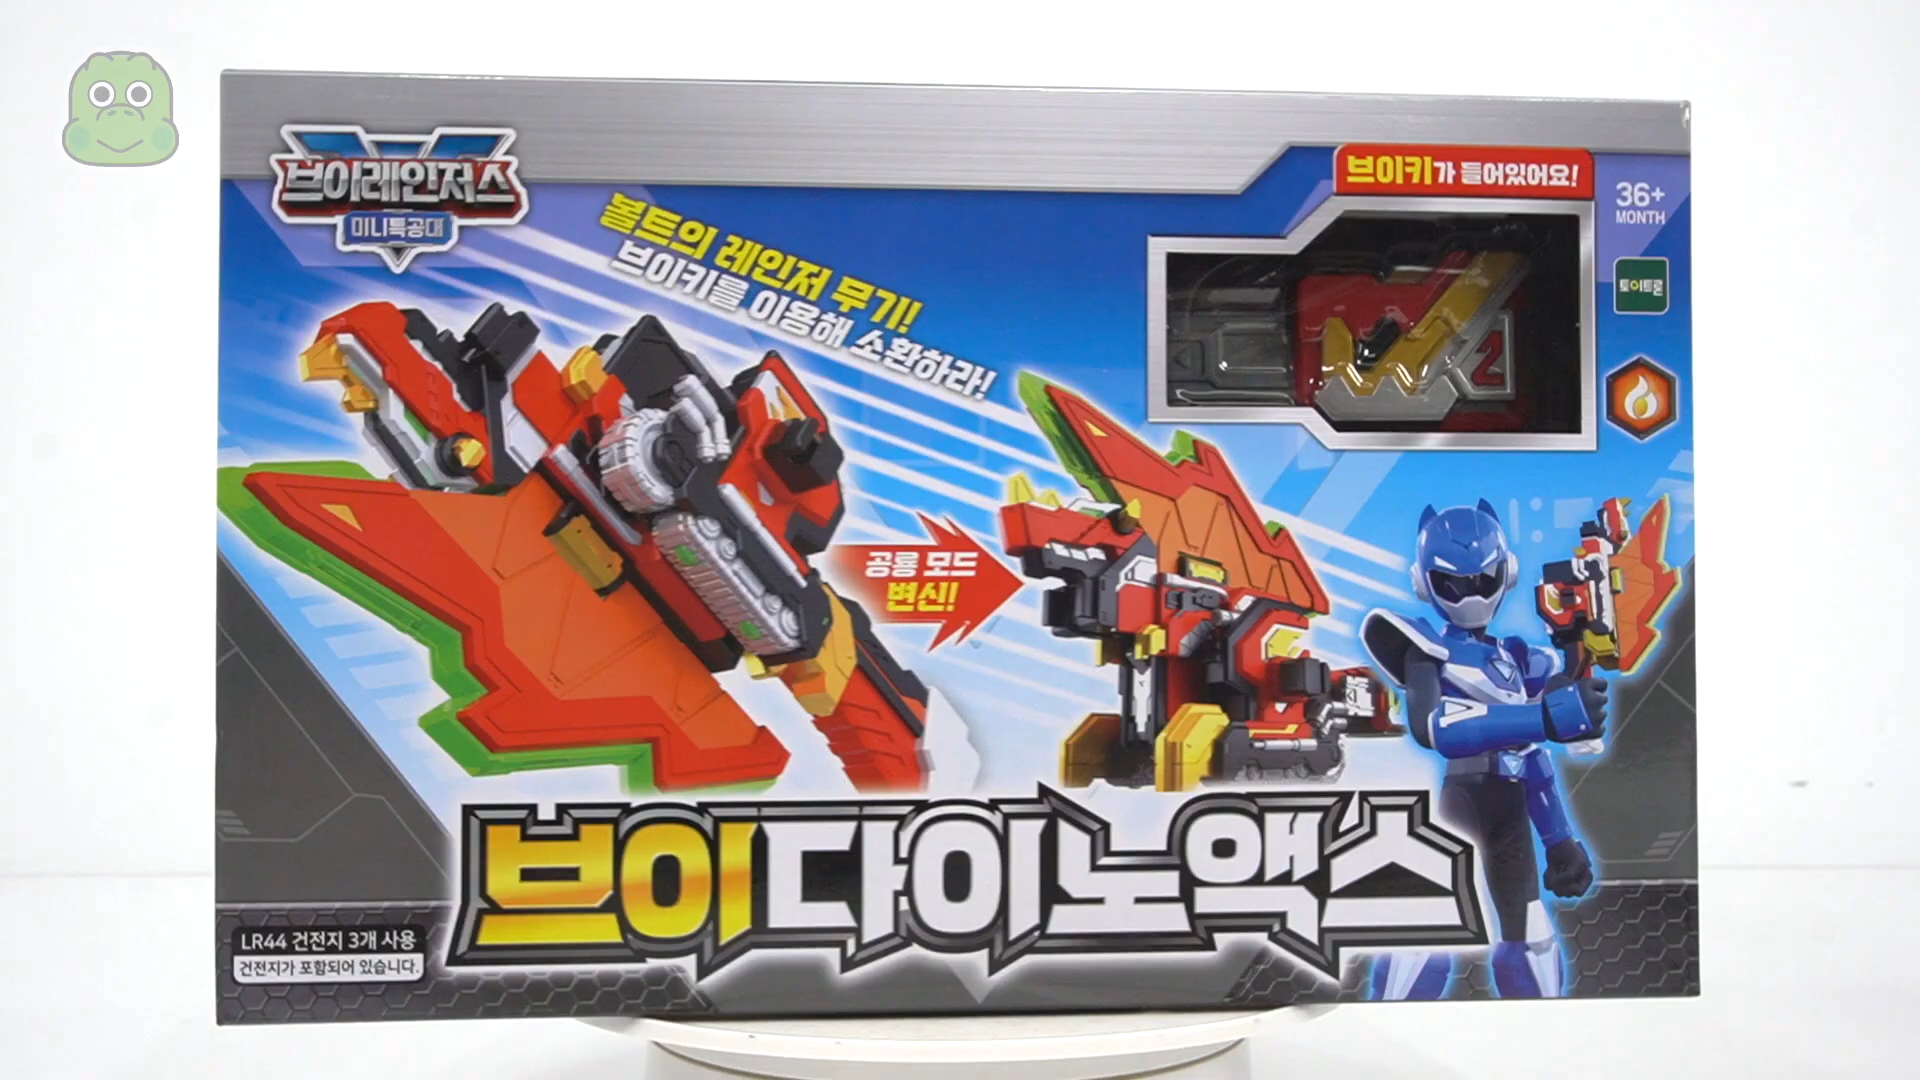 브이레인저스
미니특공대
볼트의 레인저 무기!
브이키를 이용해 소환하라!
브이키가 들어있어요!
36+
MONTH
토이트론
2
공룡 모드
변신!
브이다이노액스
LR44 건전지 3개 사용
건전지가 포함되어 있습니다.